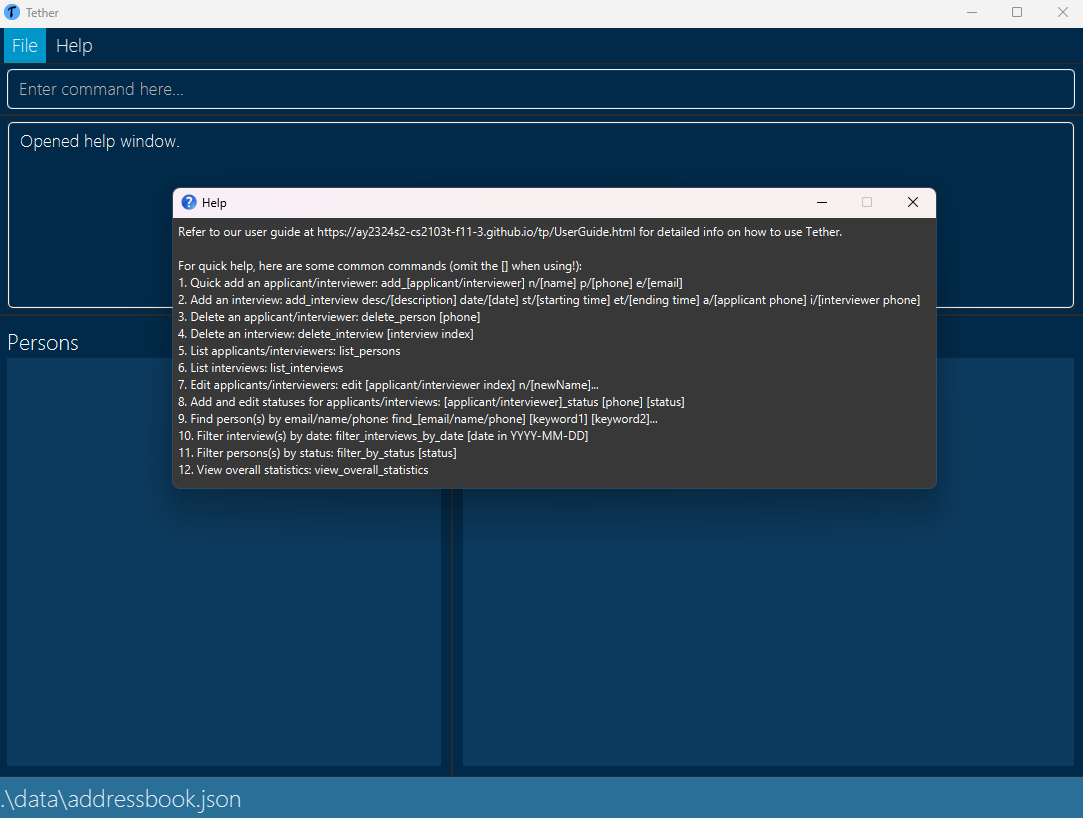 Tether
File Help
Enter command here...
Opened help window.
Help
Refer to our user guide at https://ay2324s2-cs2103t-f11-3.github.io/tp/UserGuide.html for detailed info on how to use Tether.
For quick help, here are some common commands (omit the [] when using!):
1. Quick add an applicant/interviewer: add_[applicant/interviewer] n/[name] p/[phone] e/[email]
2. Add an interview: add_interview desc/[description] date/[date] st/[starting time] et/[ending time] a/[applicant phone] i/[interviewer phone]
3. Delete an applicant/interviewer: delete_person [phone]
4. Delete an interview: delete_interview [interview index]
5. List applicants/interviewers: list_persons
6. List interviews: list_interviews
7. Edit applicants/interviewers: edit [applicant/interviewer index] n/[newName]...
8. Add and edit statuses for applicants/interviews: [applicant/interviewer]_status [phone] [status]
9. Find person(s) by email/name/phone: find_[email/name/phone] [keyword1] [keyword2]...
10. Filter interview(s) by date: filter_interviews_by_date [date in YYYY-MM-DD]
11. Filter persons(s) by status: filter_by_status [status]
12. View overall statistics: view_overall_statistics
Persons
.\data\addressbook.json